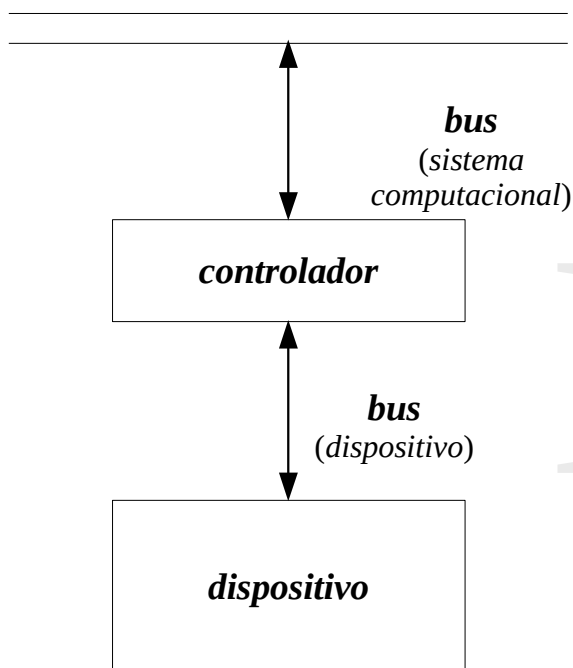 bus
(sistema
computacional)
controlador
bus
(dispositivo)
dispositivo